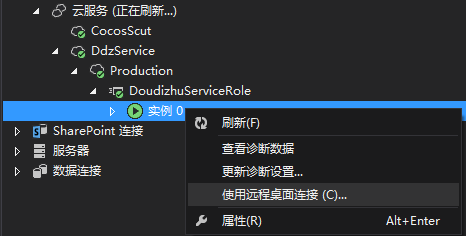 云服务 (正在刷新...)
CocosScut
DdzService
Production
DoudizhuServiceRole
实例 0
SharePoint 连接
服务器
数据连接
刷新(F)
查看诊断数据
更新诊断设置...
使用远程桌面连接 (C)...
属性(R) Alt+Enter